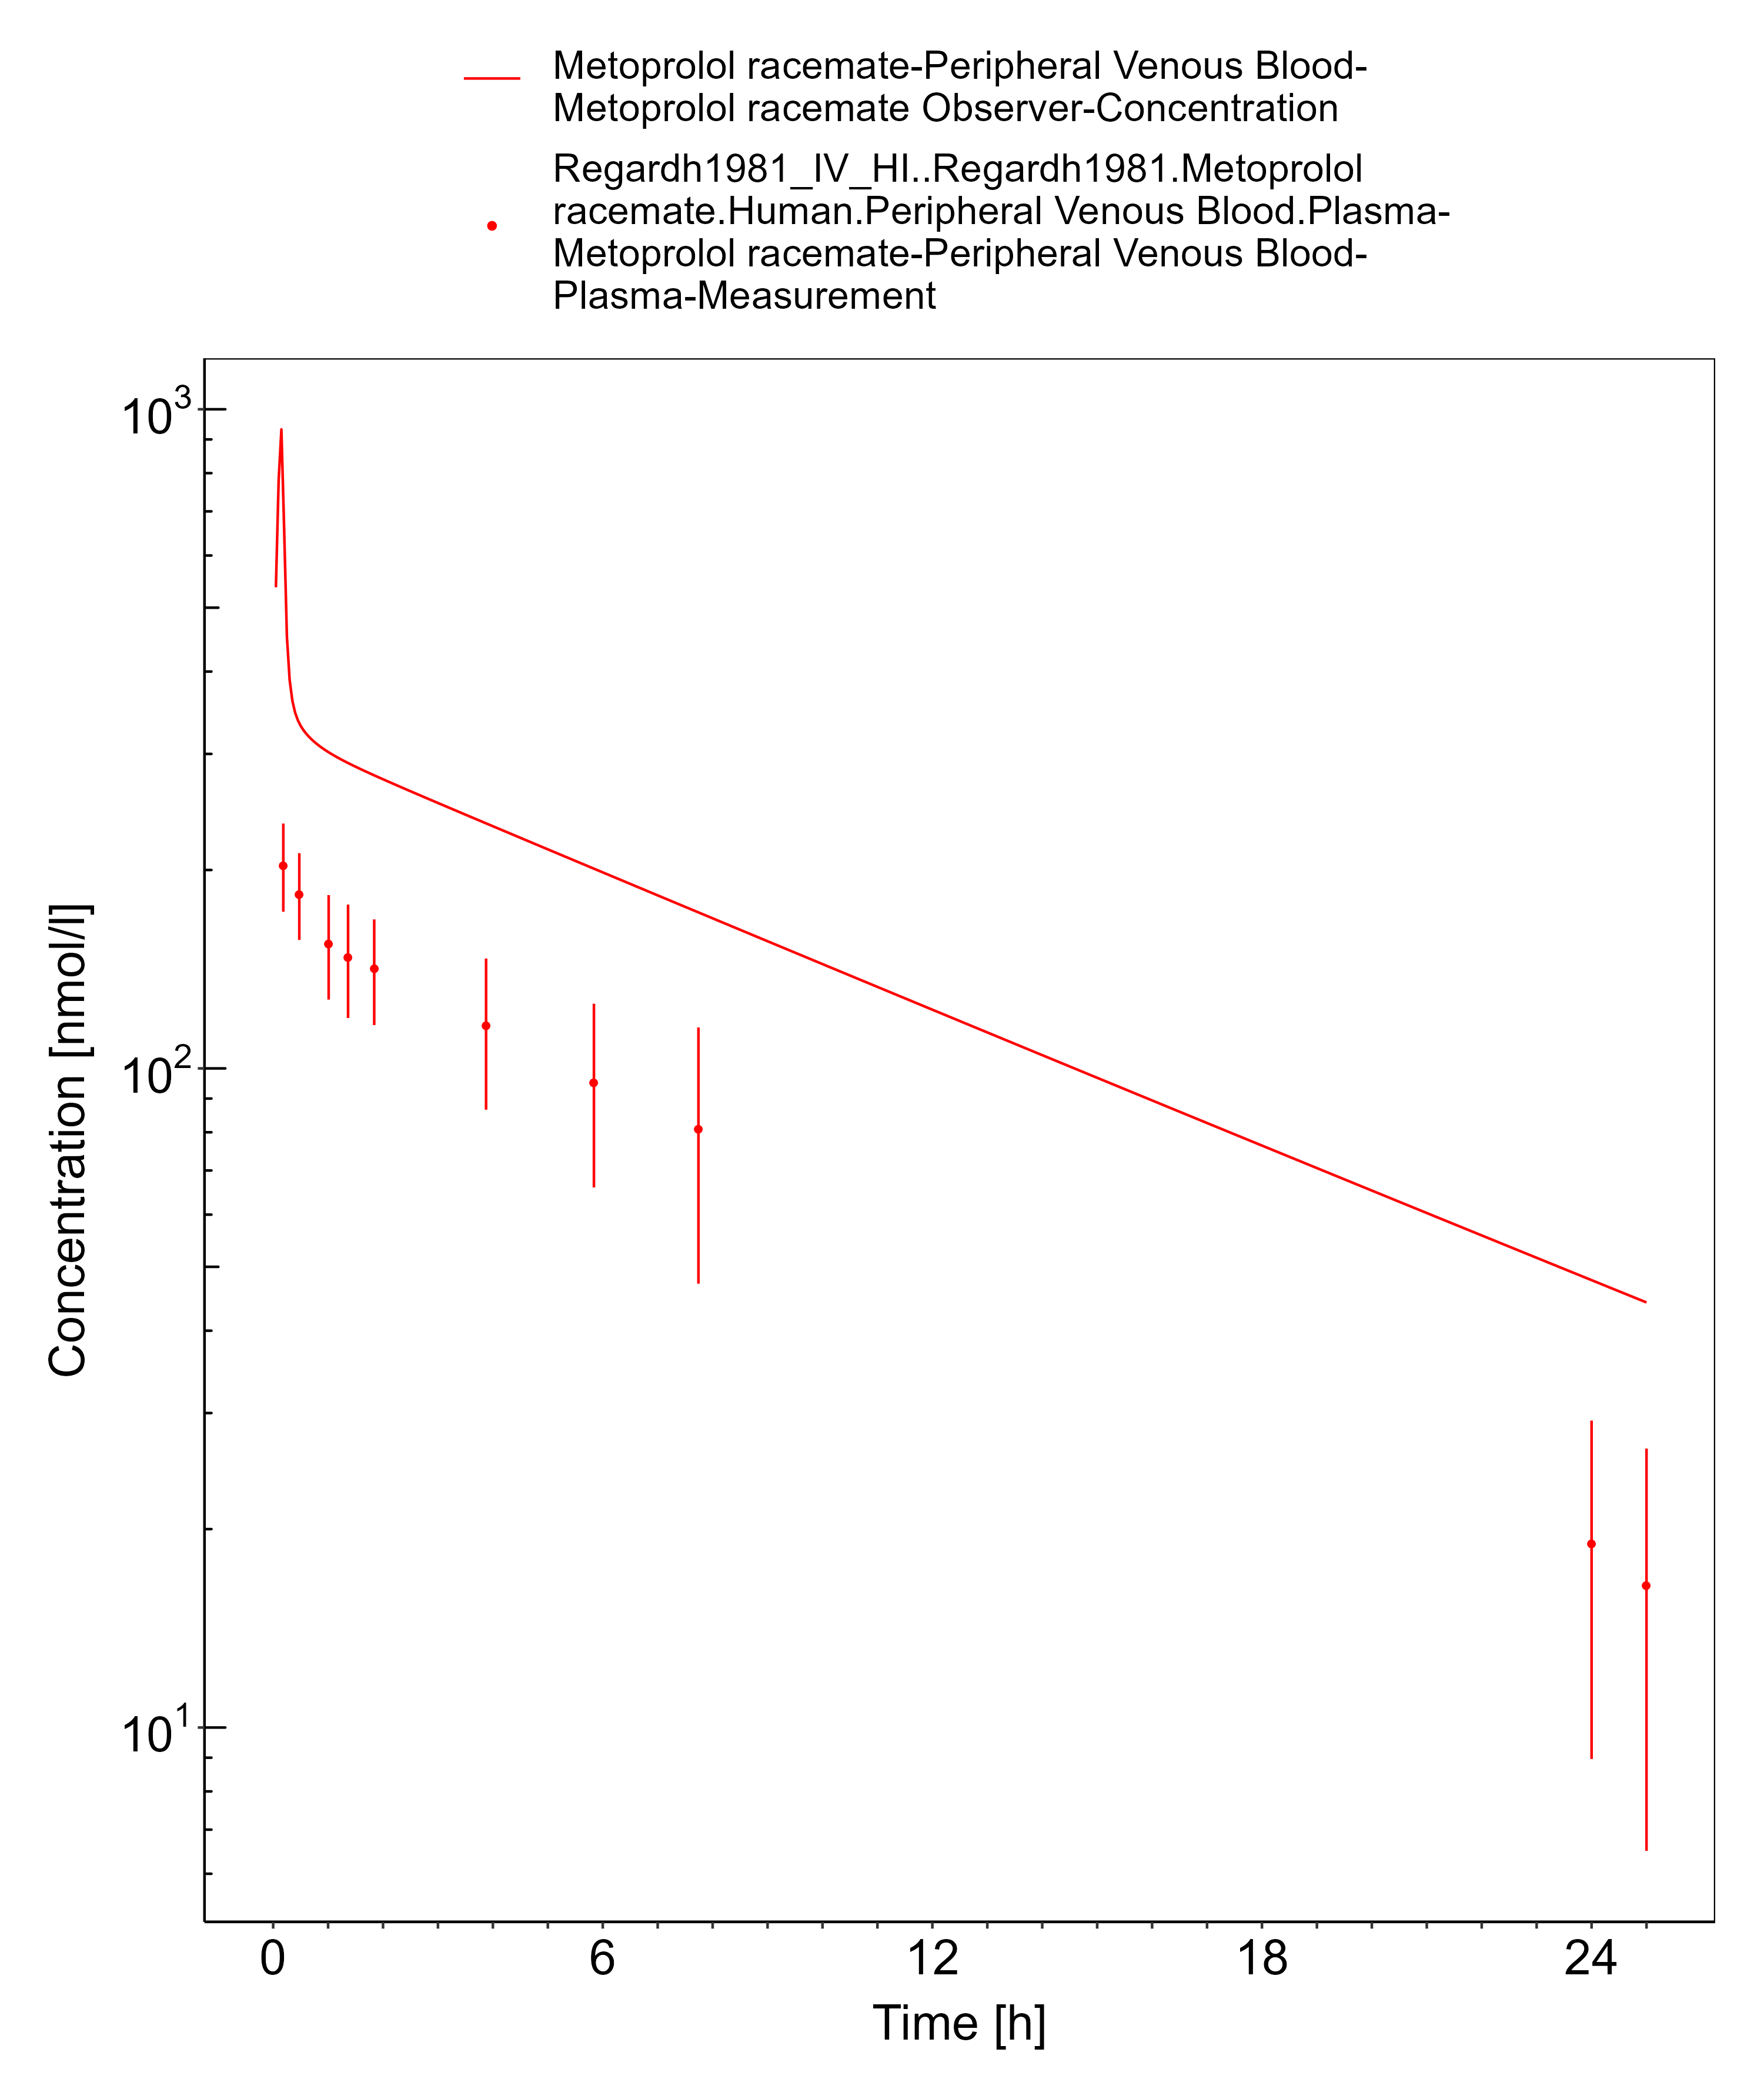 Metoprolol racemate-Peripheral Venous Blood-
Metoprolol racemate Observer-Concentration
Regardh1981_IV_HI..Regardh1981.Metoprolol
racemate.Human.Peripheral Venous Blood.Plasma-
Metoprolol racemate-Peripheral Venous Blood-
Plasma-Measurement
10³
10²
10¹
Concentration [nmol/l]
0 6 12 18 24
Time [h]